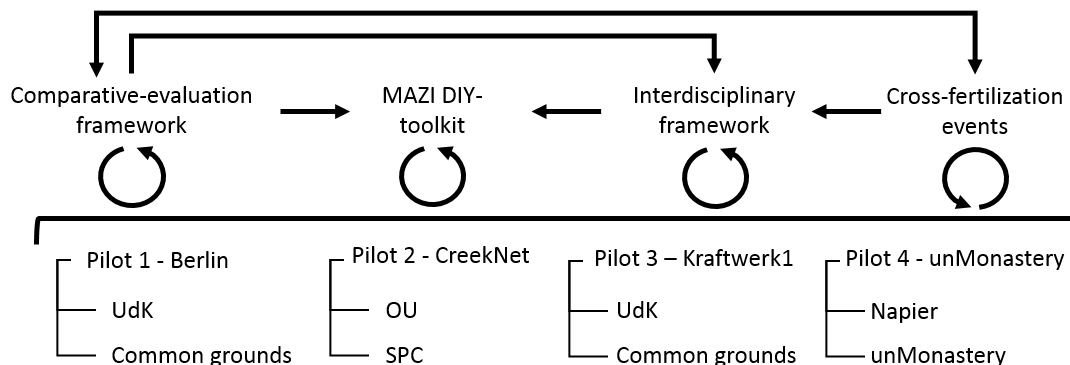 Comparative-evaluation
framework
MAZI DIY-
toolkit
Interdisciplinary
framework
Cross-fertilization
events
Pilot 1 - Berlin
UdK
Common grounds
Pilot 2 - CreekNet
OU
SPC
Pilot 3 – Kraftwerk1
UdK
Common grounds
Pilot 4 - unMonastery
Napier
unMonastery